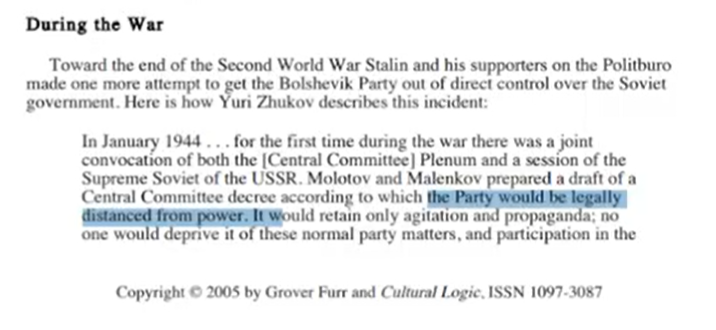 During the War
Toward the end of the Second World War Stalin and his supporters on the Politburo
made one more attempt to get the Bolshevik Party out of direct control over the Soviet
government. Here is how Yuri Zhukov describes this incident:
In January 1944 . . . for the first time during the war there was a joint
convocation of both the [Central Committee] Plenum and a session of the
Supreme Soviet of the USSR. Molotov and Malenkov prepared a draft of a
Central Committee decree according to which the Party would be legally
distanced from power. It would retain only agitation and propaganda; no
one would deprive it of these normal party matters, and participation in the
Copyright © 2005 by Grover Furr and Cultural Logic, ISSN 1097-3087